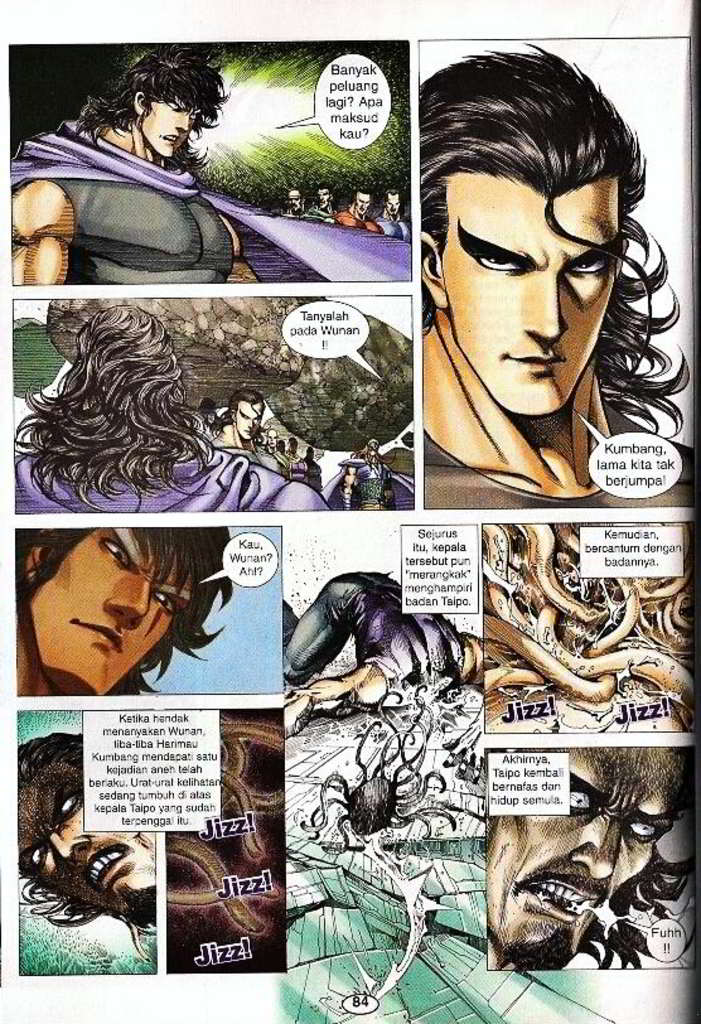 Banyak
peluang
lagi? Apa
maksud
kau?
Kumbang,
lama kita tak
berjumpa!
Tanyalah
pada Wunan
!!
Kau,
Wunan?
Ah!?
Sejurus
itu, kepala
tersebut pun
"merangkak"
menghampiri
badan Taipo.
Kemudian,
bercantum dengan
badannya.
Jizz!
Jizz!
Ketika hendak
menanyakan Wunan,
tiba-tiba Harimau
Kumbang mendapati satu
kejadian aneh telah
berlaku. Urat-urat kelihatan
sedang tumbuh di atas
kepala Taipo yang sudah
terpenggal itu.
Jizz!
Jizz!
Jizz!
Akhirnya,
Taipo kembali
bernafas dan
hidup semula.
Fuhh
!!
84